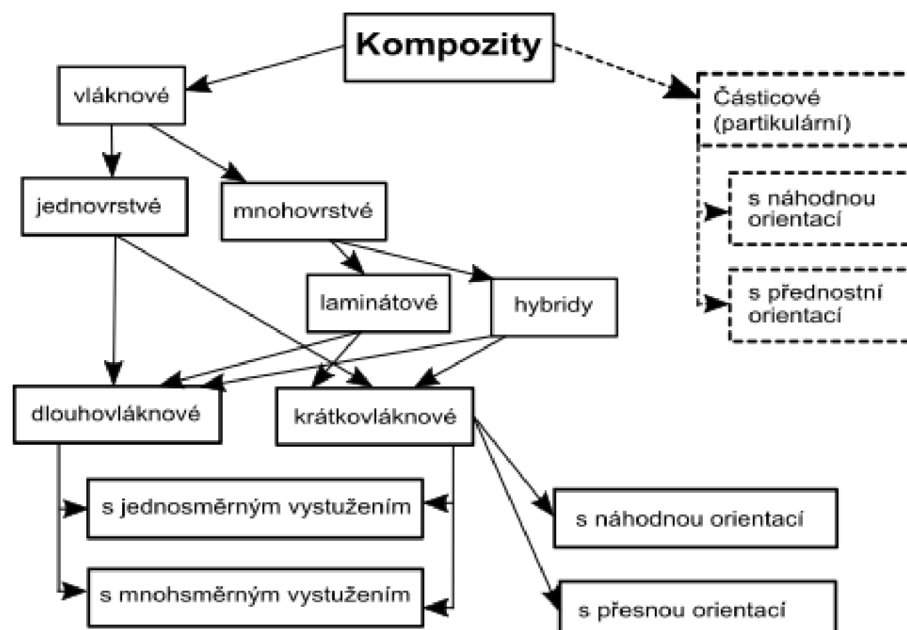 Kompozity
vláknové
Částicové
(partikulární)
jednovrstvé
mnohovrstvé
s náhodnou
orientací
laminátové
hybridy
s přednostní
orientací
dlouhovláknové
krátkovláknové
s jednosměrným vystužením
s náhodnou orientací
s mnohsměrným vystužením
s přesnou orientací